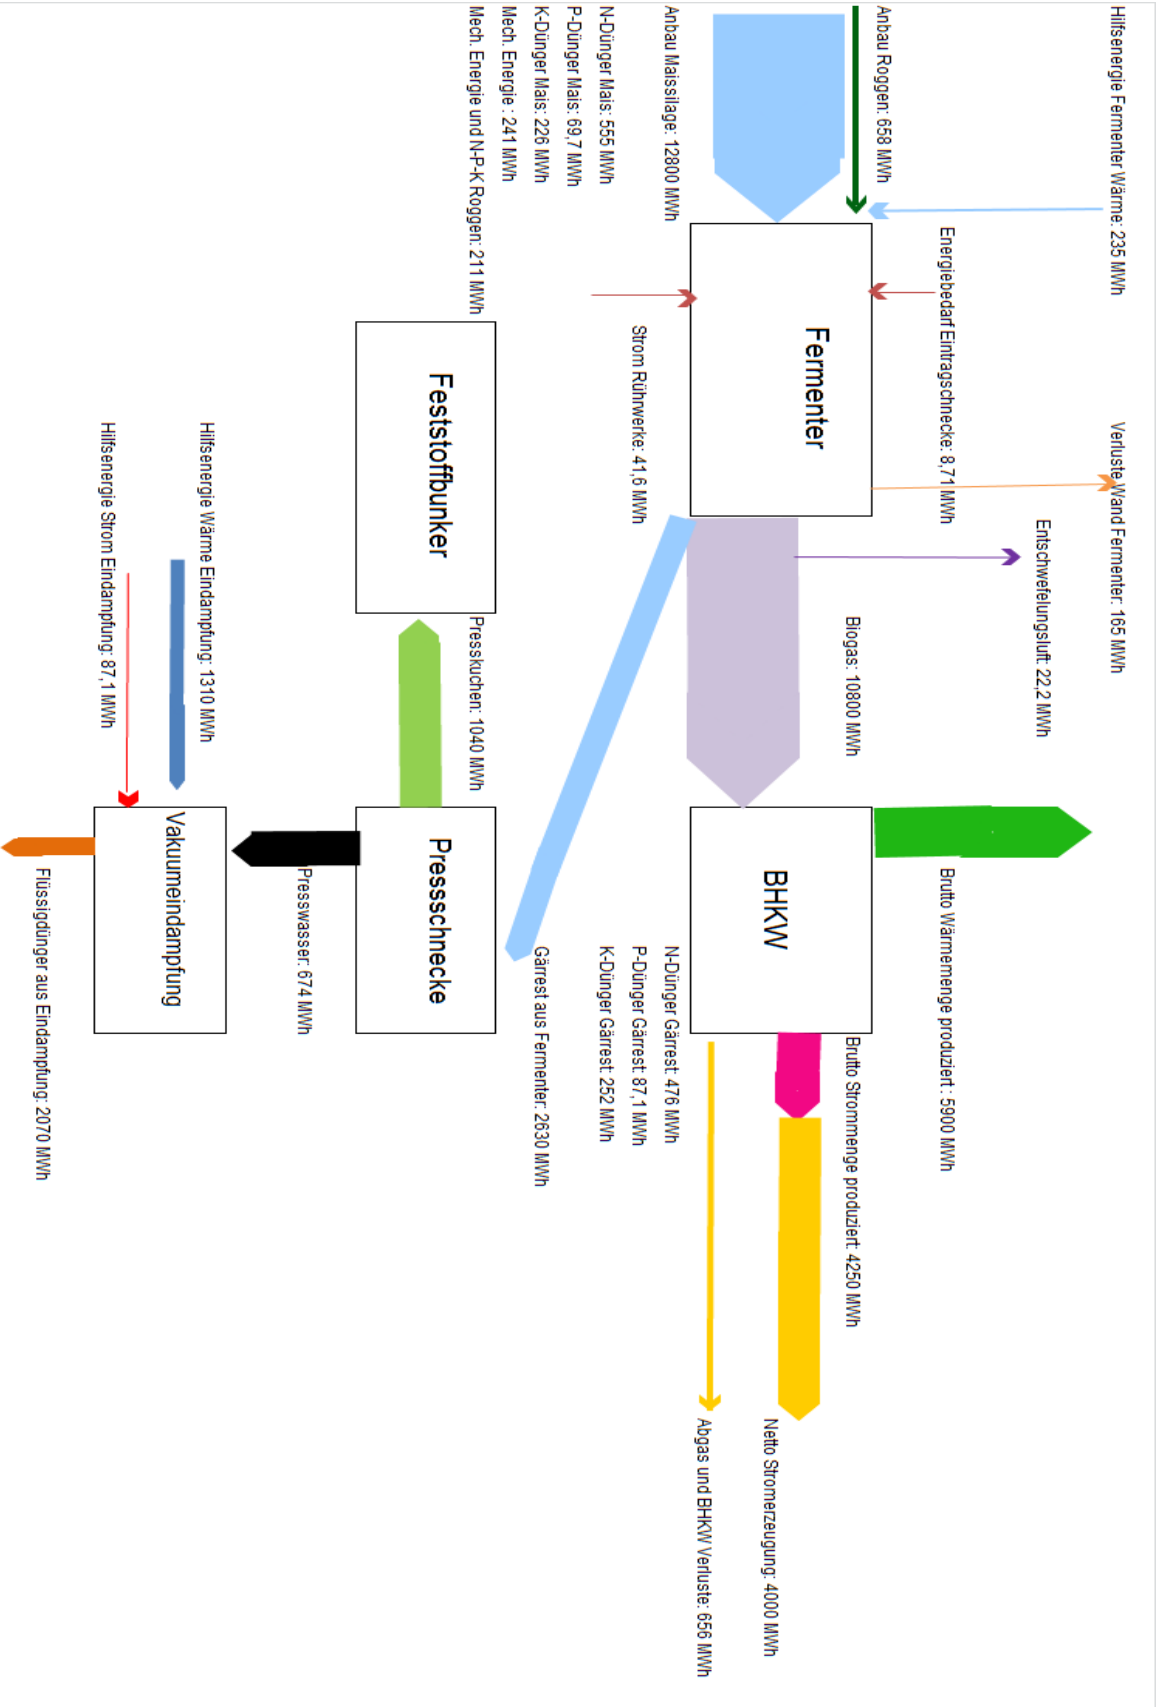 Hilfsenergie Fermenter Wärme: 235 MWh
Verluste Wand Fermenter: 165 MWh
Entschwefelungsluft: 22,2 MWh
Energiebedarf Eintragschnecke: 8,71 MWh
Brutto Wärmemenge produziert : 5900 MWh
Anbau Roggen: 658 MWh
Biogas: 10800 MWh
Brutto Strommenge produziert: 4250 MWh
Fermenter
BHKW
Netto Stromerzeugung: 4000 MWh
Abgas und BHKW Verluste: 656 MWh
Anbau Maissilage: 12800 MWh
Strom Rührwerke: 41,6 MWh
N-Dünger Gärrest: 476 MWh
P-Dünger Gärrest: 87,1 MWh
K-Dünger Gärrest: 252 MWh
N-Dünger Mais: 555 MWh
P-Dünger Mais: 69,7 MWh
K-Dünger Mais: 226 MWh
Mech. Energie : 241 MWh
Mech. Energie und N-P-K Roggen: 211 MWh
Gärrest aus Fermenter: 2630 MWh
Presskuchen: 1040 MWh
Feststoffbunker
Pressschnecke
Presswasser: 674 MWh
Hilfsenergie Wärme Eindampfung: 1310 MWh
Vakuumeindampfung
Hilfsenergie Strom Eindampfung: 87,1 MWh
Flüssigdünger aus Eindampfung: 2070 MWh